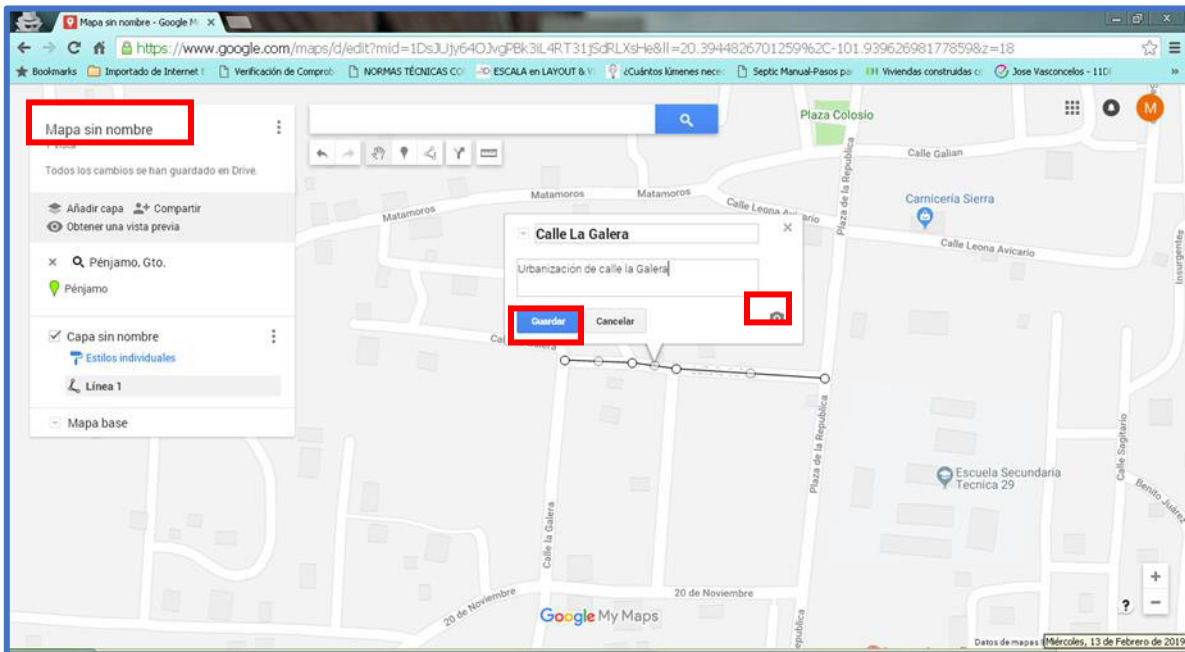 Mapa sin nombre - Google M
https://www.google.com/maps/d/edit?mid=1DsJUJy64OJvgPBk3iL4RT31jSdRLXsHe&ll=20.3944826701259%2C-101.93962698177859&z=18
Bookmarks Importado de Internet Verificación de Comprob NORMAS TÉCNICAS CO ESCALA en LAYOUT & V ¿Cuántos lúmenes nece Septic Manual-Pasos pa Viviendas construidas c Jose Vasconcelos - 11D
Mapa sin nombre
1 vista
Todos los cambios se han guardado en Drive.
Añadir capa Compartir
Obtener una vista previa
Pénjamo, Gto.
Pénjamo
Capa sin nombre
Estilos individuales
Línea 1
Mapa base
M
Plaza Colosio
Calle Galian
Plaza de la Republica
Carnicería Sierra
Matamoros
Matamoros
Matamoros
Calle Leona
Calle Leona Avicario
Insurgentes
Calle La Galera
Urbanización de calle la Galera
Guardar Cancelar
Plaza de la Republica
Calle Sagitario
Escuela Secundaria
Tecnica 29
Benito Juárez
Calle la Galera
20 de Noviembre
20 de Noviembre
Google My Maps
Datos de mapas
Miércoles, 13 de Febrero de 2019